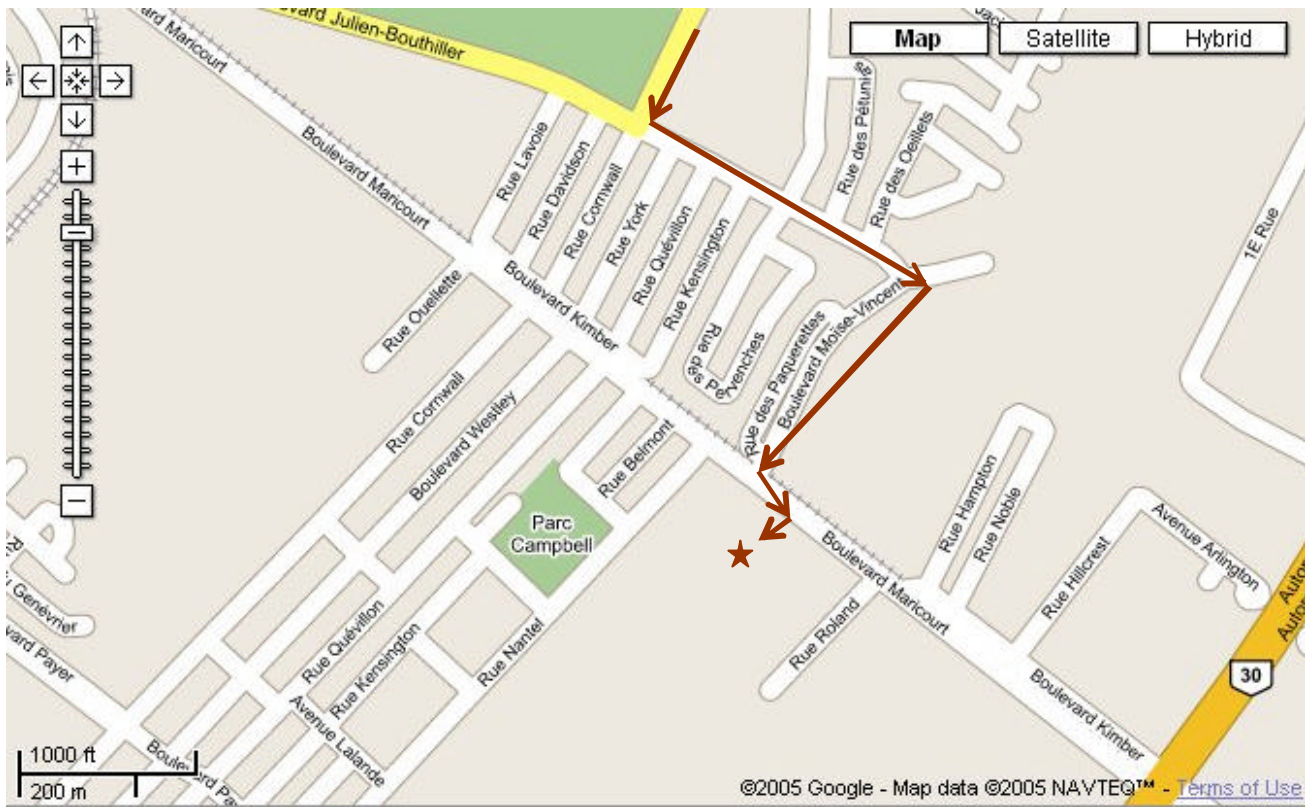 Boulevard Maricourt
Boulevard Julien-Bouthiller
Map
Satellite
Hybrid
Rue des Pétunias
Rue des Oeillets
1E Rue
Boulevard Maricourt
Rue Lavoie
Rue Davidson
Rue Cornwall
Rue York
Rue Quévillon
Rue Kensington
Rue Ouellette
Boulevard Kimber
Rue des Pervenches
Rue des Paquerettes
Boulevard Moise-Vincent
Rue Cornwall
Boulevard Westley
Rue Belmont
Parc
Campbell
Rue Hampton
Rue Noble
Avenue Arlington
Rue Hillcrest
Boulevard Maricourt
Rue Roland
Boulevard Kimber
30
Rue Quévillon
Rue Kensington
Rue Nantel
Avenue Lalande
Genévrier
Payer
1000 ft
200 m
©2005 Google - Map data ©2005 NAVTEQ™ - Terms of Use